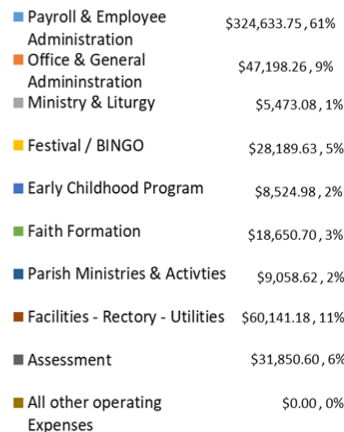 Payroll & Employee $324,633.75, 61%
Administration
Office & General $47,198.26, 9%
Admininstration
Ministry & Liturgy $5,473.08, 1%
Festival / BINGO $28,189.63, 5%
Early Childhood Program $8,524.98, 2%
Faith Formation $18,650.70, 3%
Parish Ministries & Activties $9,058.62, 2%
Facilities - Rectory - Utilities $60,141.18, 11%
Assessment $31,850.60, 6%
All other operating $0.00, 0%
Expenses